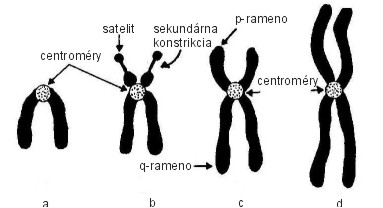 satelit
sekundárna
konstrikcia
p-rameno
centroméry
centroméry
q-rameno
a
b
c
d